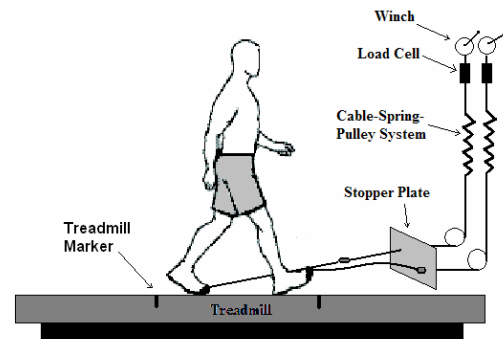 Winch
Load Cell
Cable-Spring-
Pulley System
Stopper Plate
Treadmill
Marker
Treadmill